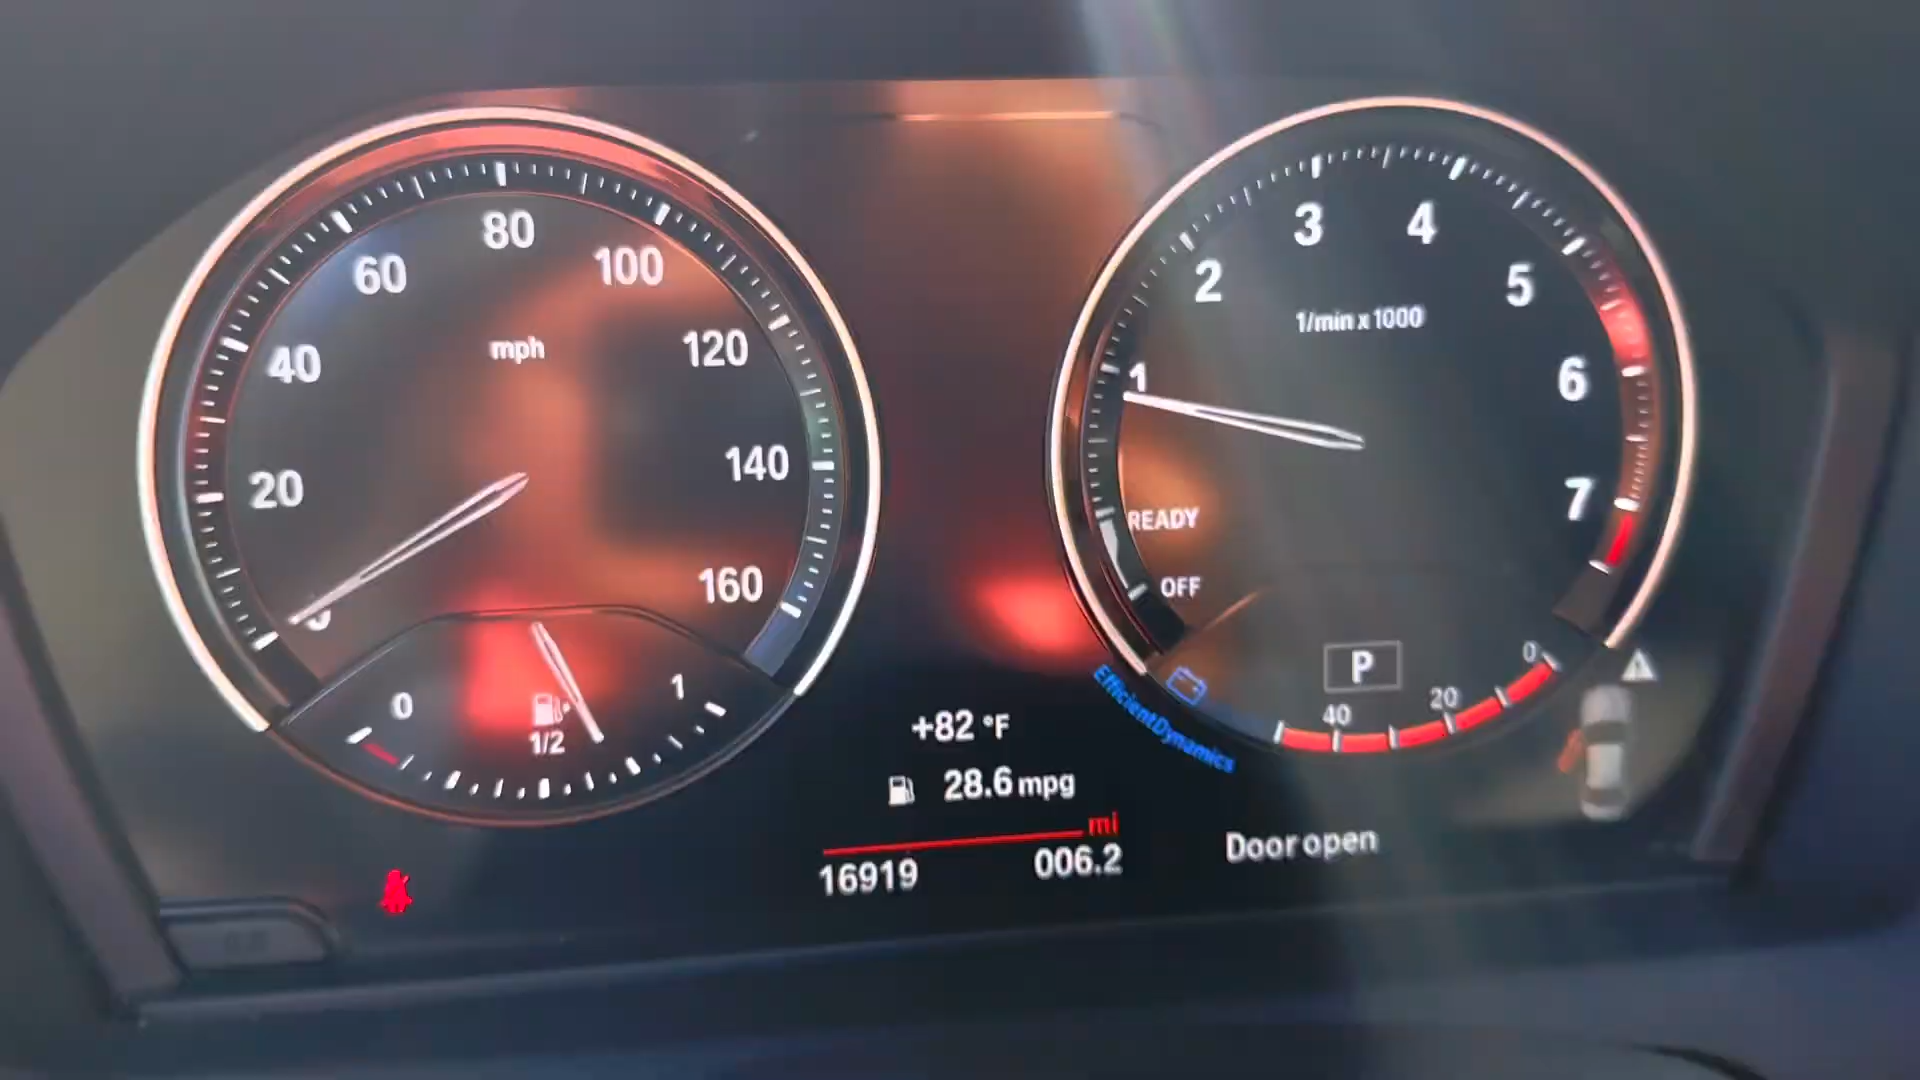 80
60
100
40
mph
120
20
140
0
160
0
1
1/2
3
4
2
5
1/min x 1000
1
6
READY
7
OFF
P
0
20
40
EfficientDynamics
+82 °F
28.6 mpg
mi
16919
006.2
Door open